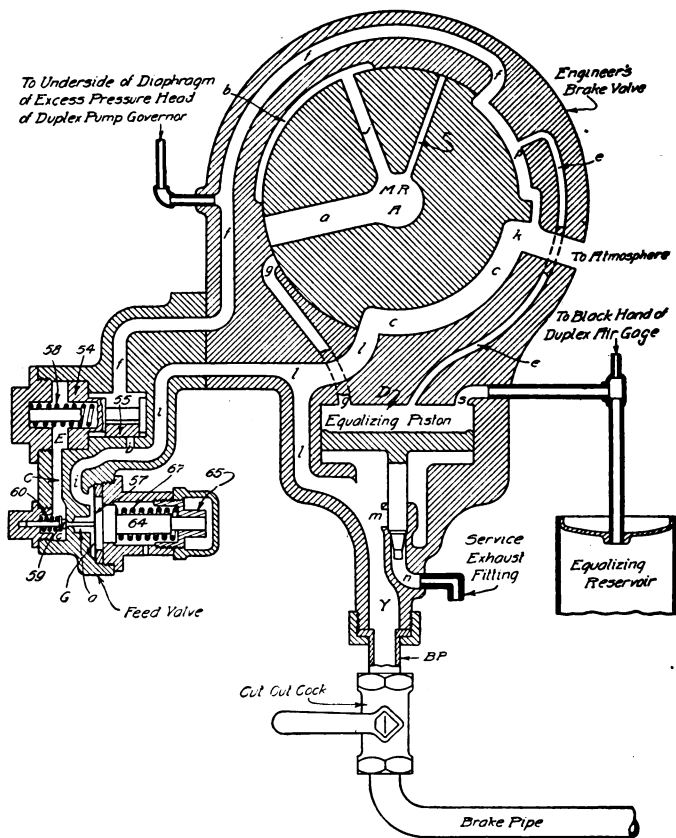 To Underside of Diaphragm
of Excess Pressure Head
of Duplex Pump Governor
Engineer's
Brake Valve
b
f
f
f
f
j
s
MR
A
a
p
e
k
To Atmosphere
c
c
g
l
To Black Hand of
Duplex Air Gage
e
58
54
55
l
l
D
g
s
Equalizing Piston
E
b
l
C
i
l
60
57
67
65
64
m
59
G
a
Feed Valve
n
Service
Exhaust
Fitting
Equalizing
Reservoir
Y
BP
Cut Out Cock
Brake Pipe